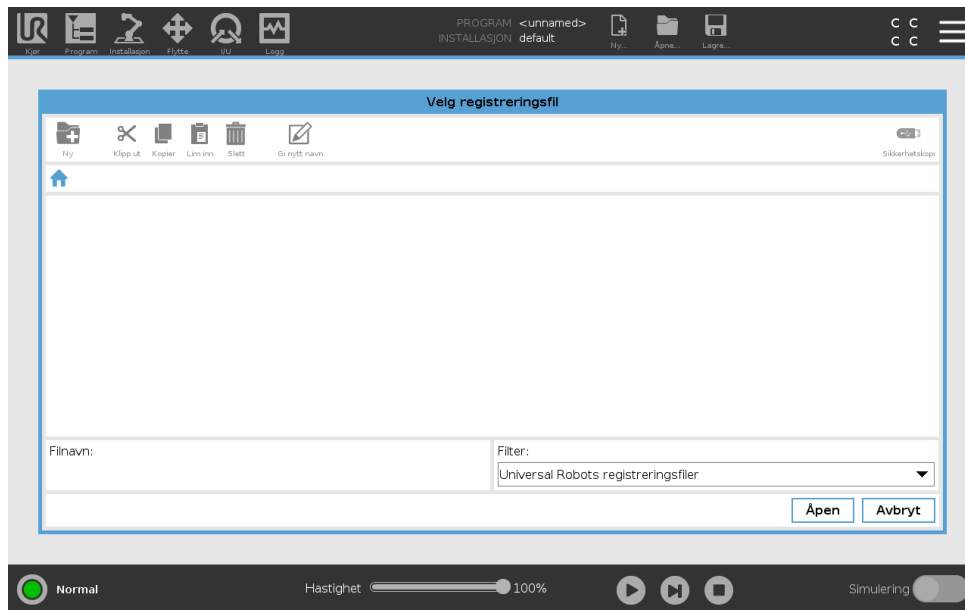 UR
PROGRAM <unnamed>
INSTALLASJON default
Kjør Program Installasjon Flytte I/U Logg Ny... Åpne... Lagre...
C C
C C
Velg registreringsfil
Ny Klipp ut Kopier Lim inn Slett Gi nytt navn Sikkerhetskopi
Filnavn: Filter:
Universal Robots registreringsfiler
Åpen Avbryt
Normal Hastighet 100% Simulering